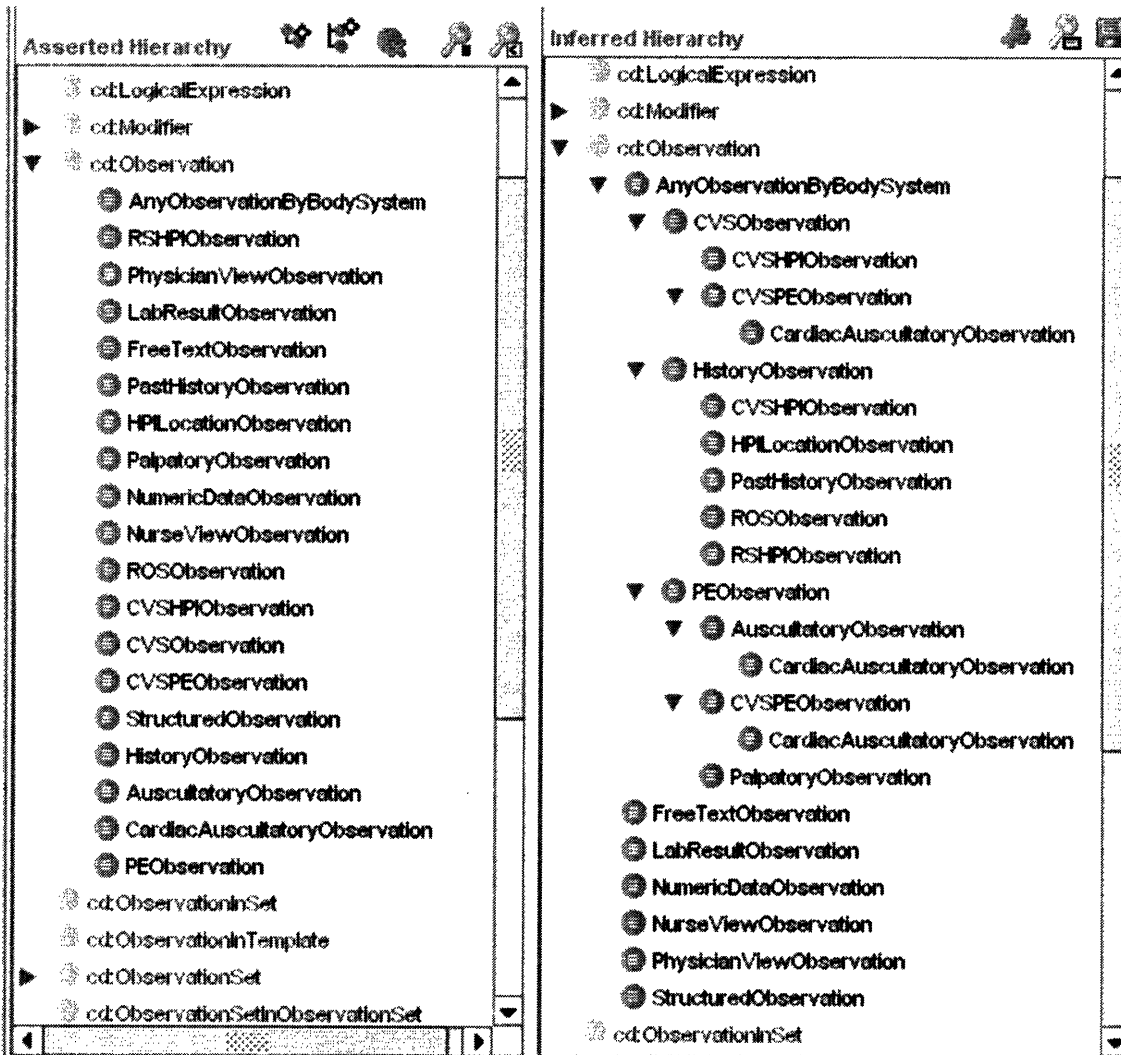 Asserted Hierarchy
cd:LogicalExpression
cd:Modifier
cd:Observation
AnyObservationByBodySystem
RSHPIObservation
PhysicianViewObservation
LabResultObservation
FreeTextObservation
PastHistoryObservation
HPILocationObservation
PalpatoryObservation
NumericDataObservation
NurseViewObservation
ROSObservation
CVSHPIObservation
CVSObservation
CVSPEObservation
StructuredObservation
HistoryObservation
AuscultatoryObservation
CardiacAuscultatoryObservation
PEObservation
cd:ObservationInSet
cd:ObservationInTemplate
cd:ObservationSet
cd:ObservationSetInObservationSet
Inferred Hierarchy
cd:LogicalExpression
cd:Modifier
cd:Observation
AnyObservationByBodySystem
CVSObservation
CVSHPIObservation
CVSPEObservation
CardiacAuscultatoryObservation
HistoryObservation
CVSHPIObservation
HPILocationObservation
PastHistoryObservation
ROSObservation
RSHPIObservation
PEObservation
AuscultatoryObservation
CardiacAuscultatoryObservation
CVSPEObservation
CardiacAuscultatoryObservation
PalpatoryObservation
FreeTextObservation
LabResultObservation
NumericDataObservation
NurseViewObservation
PhysicianViewObservation
StructuredObservation
cd:ObservationInSet